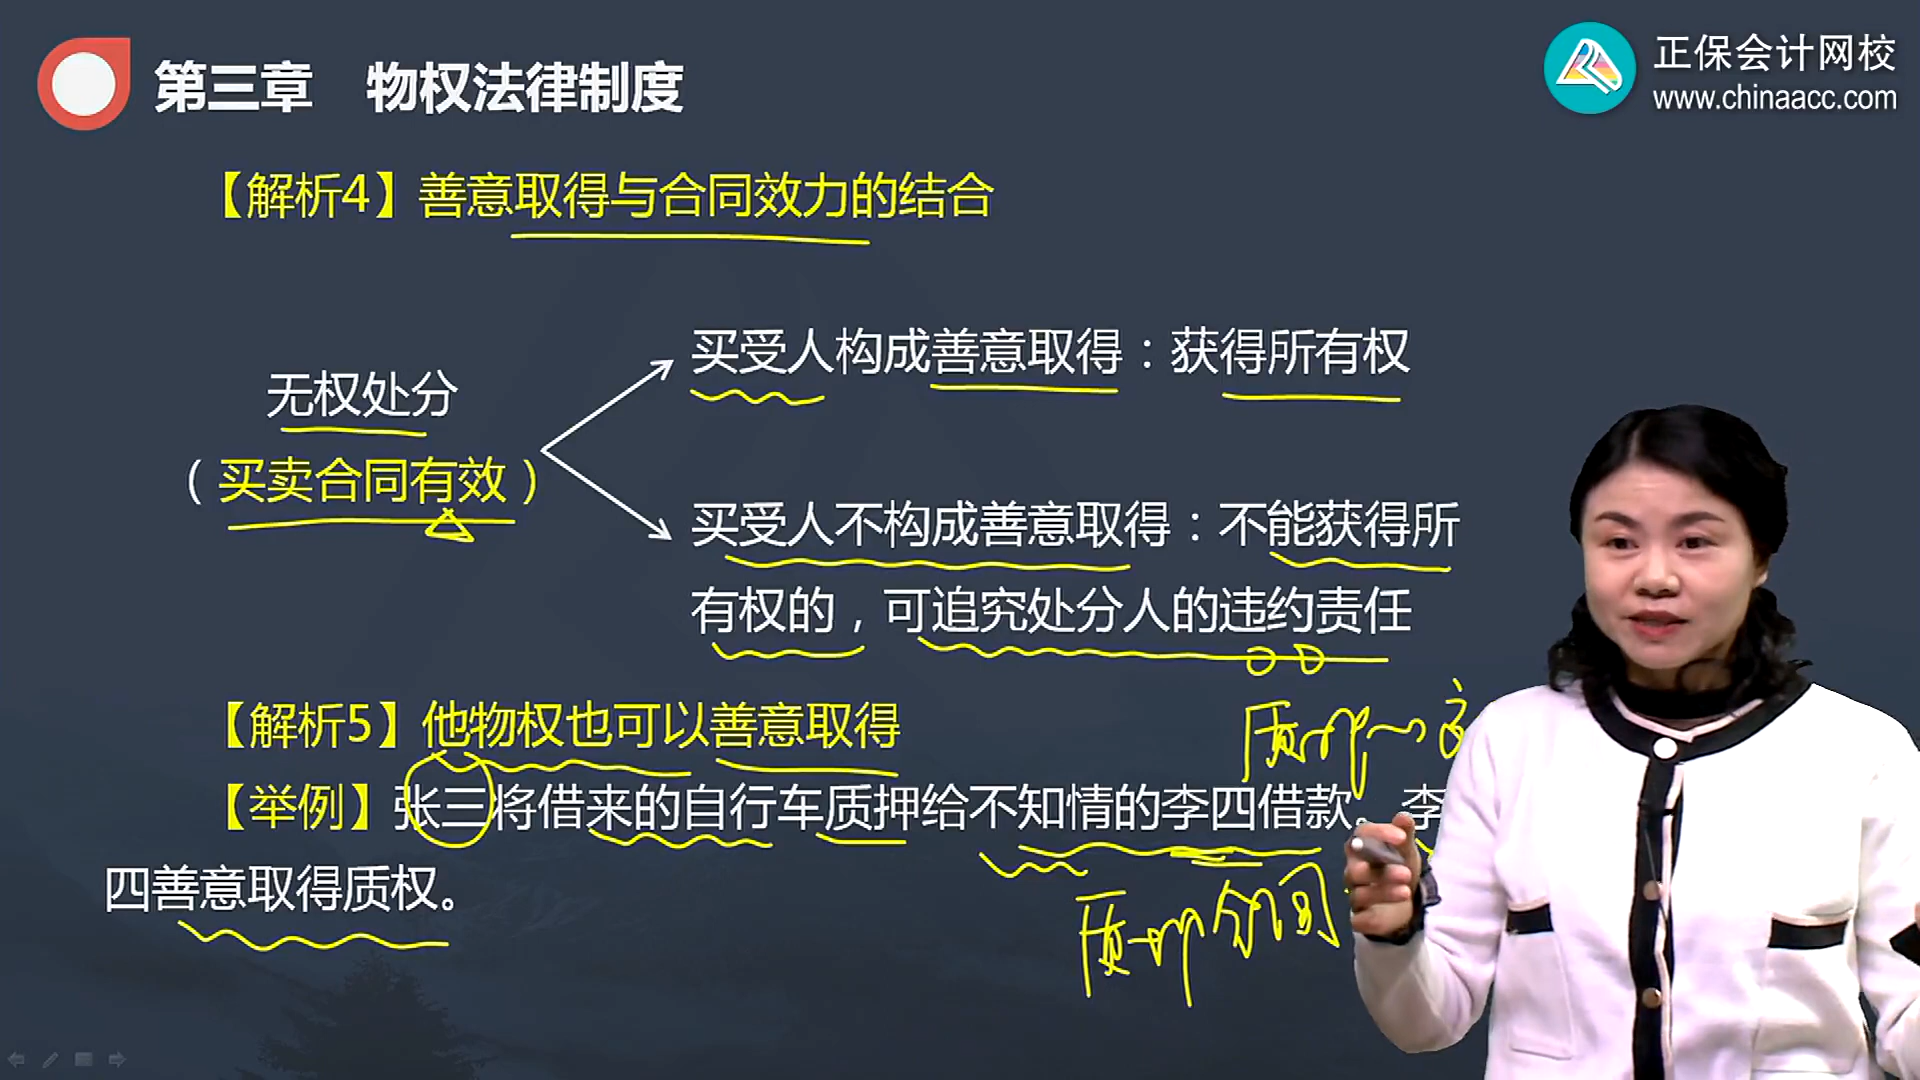 第三章 物权法律制度
正保会计网校
www.chinaacc.com
【解析4】善意取得与合同效力的结合
无权处分
（买卖合同有效）
买受人构成善意取得：获得所有权
买受人不构成善意取得：不能获得所
有权的，可追究处分人的违约责任
【解析5】他物权也可以善意取得
【举例】张三将借来的自行车质押给不知情的李四借款。李
四善意取得质权。
质押
质押合同